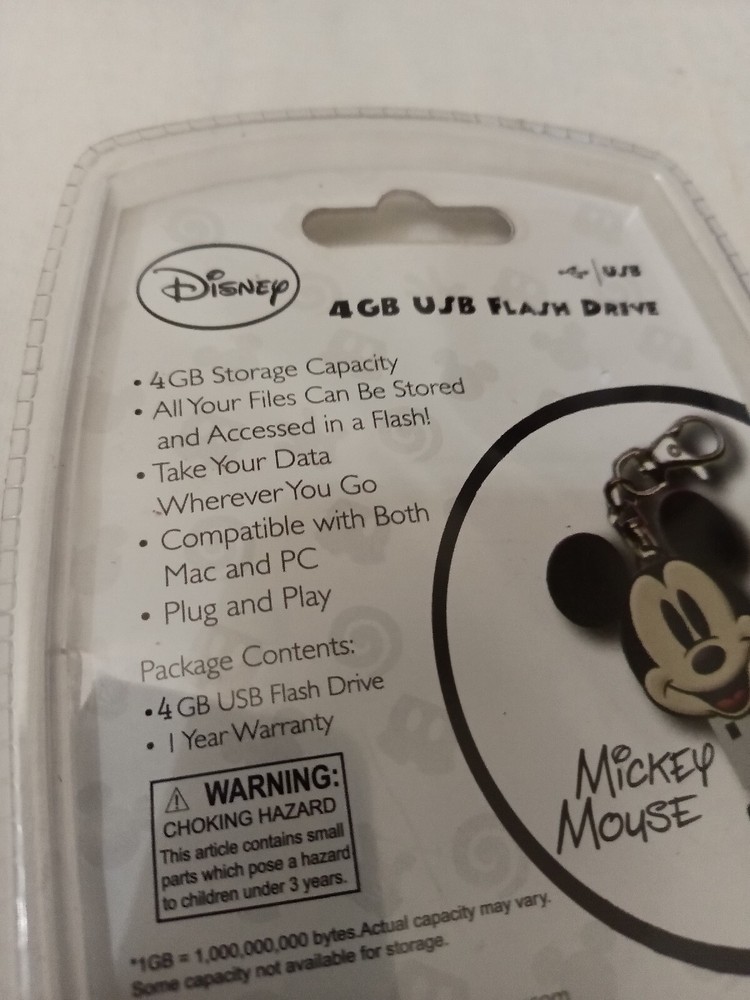 Disney
USB
4GB USB Flash Drive
• 4GB Storage Capacity
• All Your Files Can Be Stored
and Accessed in a Flash!
• Take Your Data
Wherever You Go
• Compatible with Both
Mac and PC
• Plug and Play
Package Contents:
• 4 GB USB Flash Drive
• 1 Year Warranty
⚠ WARNING:
CHOKING HAZARD
This article contains small
parts which pose a hazard
to children under 3 years.
Mickey
Mouse
*1GB = 1,000,000,000 bytes.Actual capacity may vary.
Some capacity not available for storage.